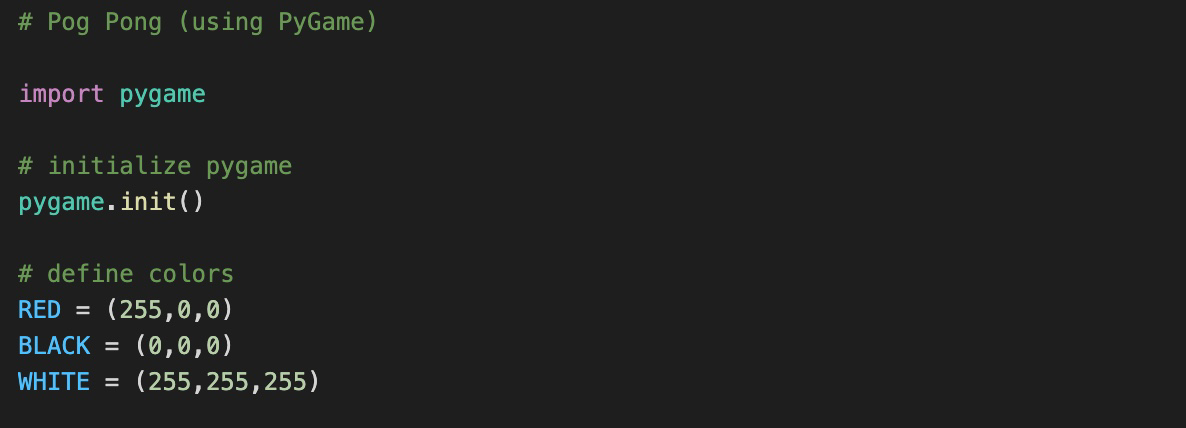 # Pog Pong (using PyGame)
import pygame
# initialize pygame
pygame.init()
# define colors
RED = (255,0,0)
BLACK = (0,0,0)
WHITE = (255,255,255)